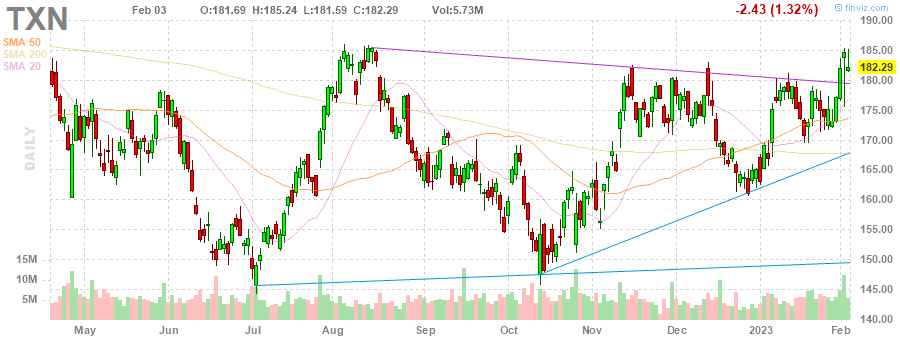 TXN
Feb 03 O:181.69 H:185.24 L:181.59 C:182.29 Vol:5.73M
-2.43 (1.32%)
© finviz.com
SMA 50
SMA 200
SMA 20
DAILY
190.00
185.00
182.29
180.00
175.00
170.00
165.00
160.00
155.00
150.00
145.00
140.00
15M
10M
5M
May Jun Jul Aug Sep Oct Nov Dec 2023 Feb